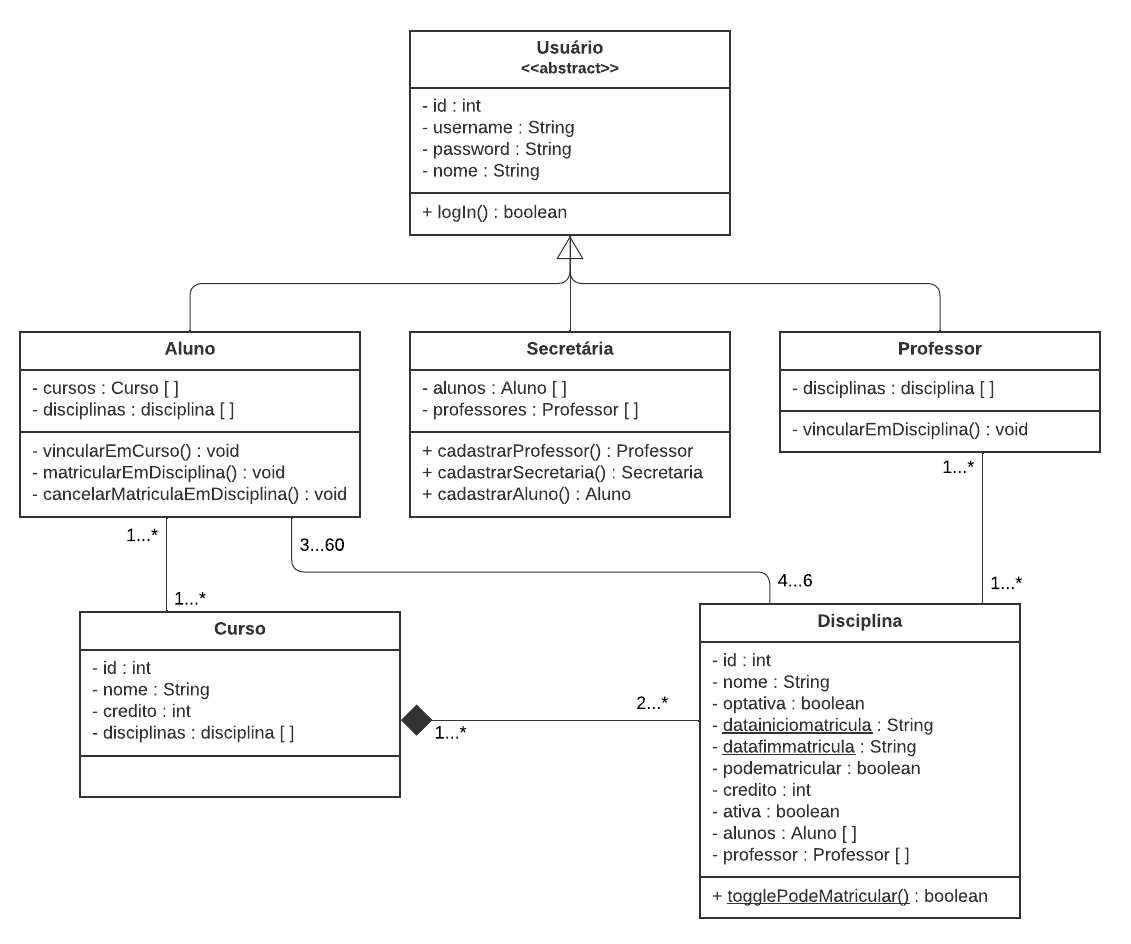 Usuário
<<abstract>>
- id : int
- username : String
- password : String
- nome : String
+ logIn() : boolean
Aluno
- cursos : Curso [ ]
- disciplinas : disciplina [ ]
- vincularEmCurso() : void
- matricularEmDisciplina() : void
- cancelarMatriculaEmDisciplina() : void
Secretária
- alunos : Aluno [ ]
- professores : Professor [ ]
+ cadastrarProfessor() : Professor
+ cadastrarSecretaria() : Secretaria
+ cadastrarAluno() : Aluno
Professor
- disciplinas : disciplina [ ]
- vincularEmDisciplina() : void
1...*
1...*
3...60
4...6
1...*
1...*
Curso
- id : int
- nome : String
- credito : int
- disciplinas : disciplina [ ]
1...*
2...*
Disciplina
- id : int
- nome : String
- optativa : boolean
- datainiciomatricula : String
- datafimmatricula : String
- podematricular : boolean
- credito : int
- ativa : boolean
- alunos : Aluno [ ]
- professor : Professor [ ]
+ togglePodeMatricular() : boolean